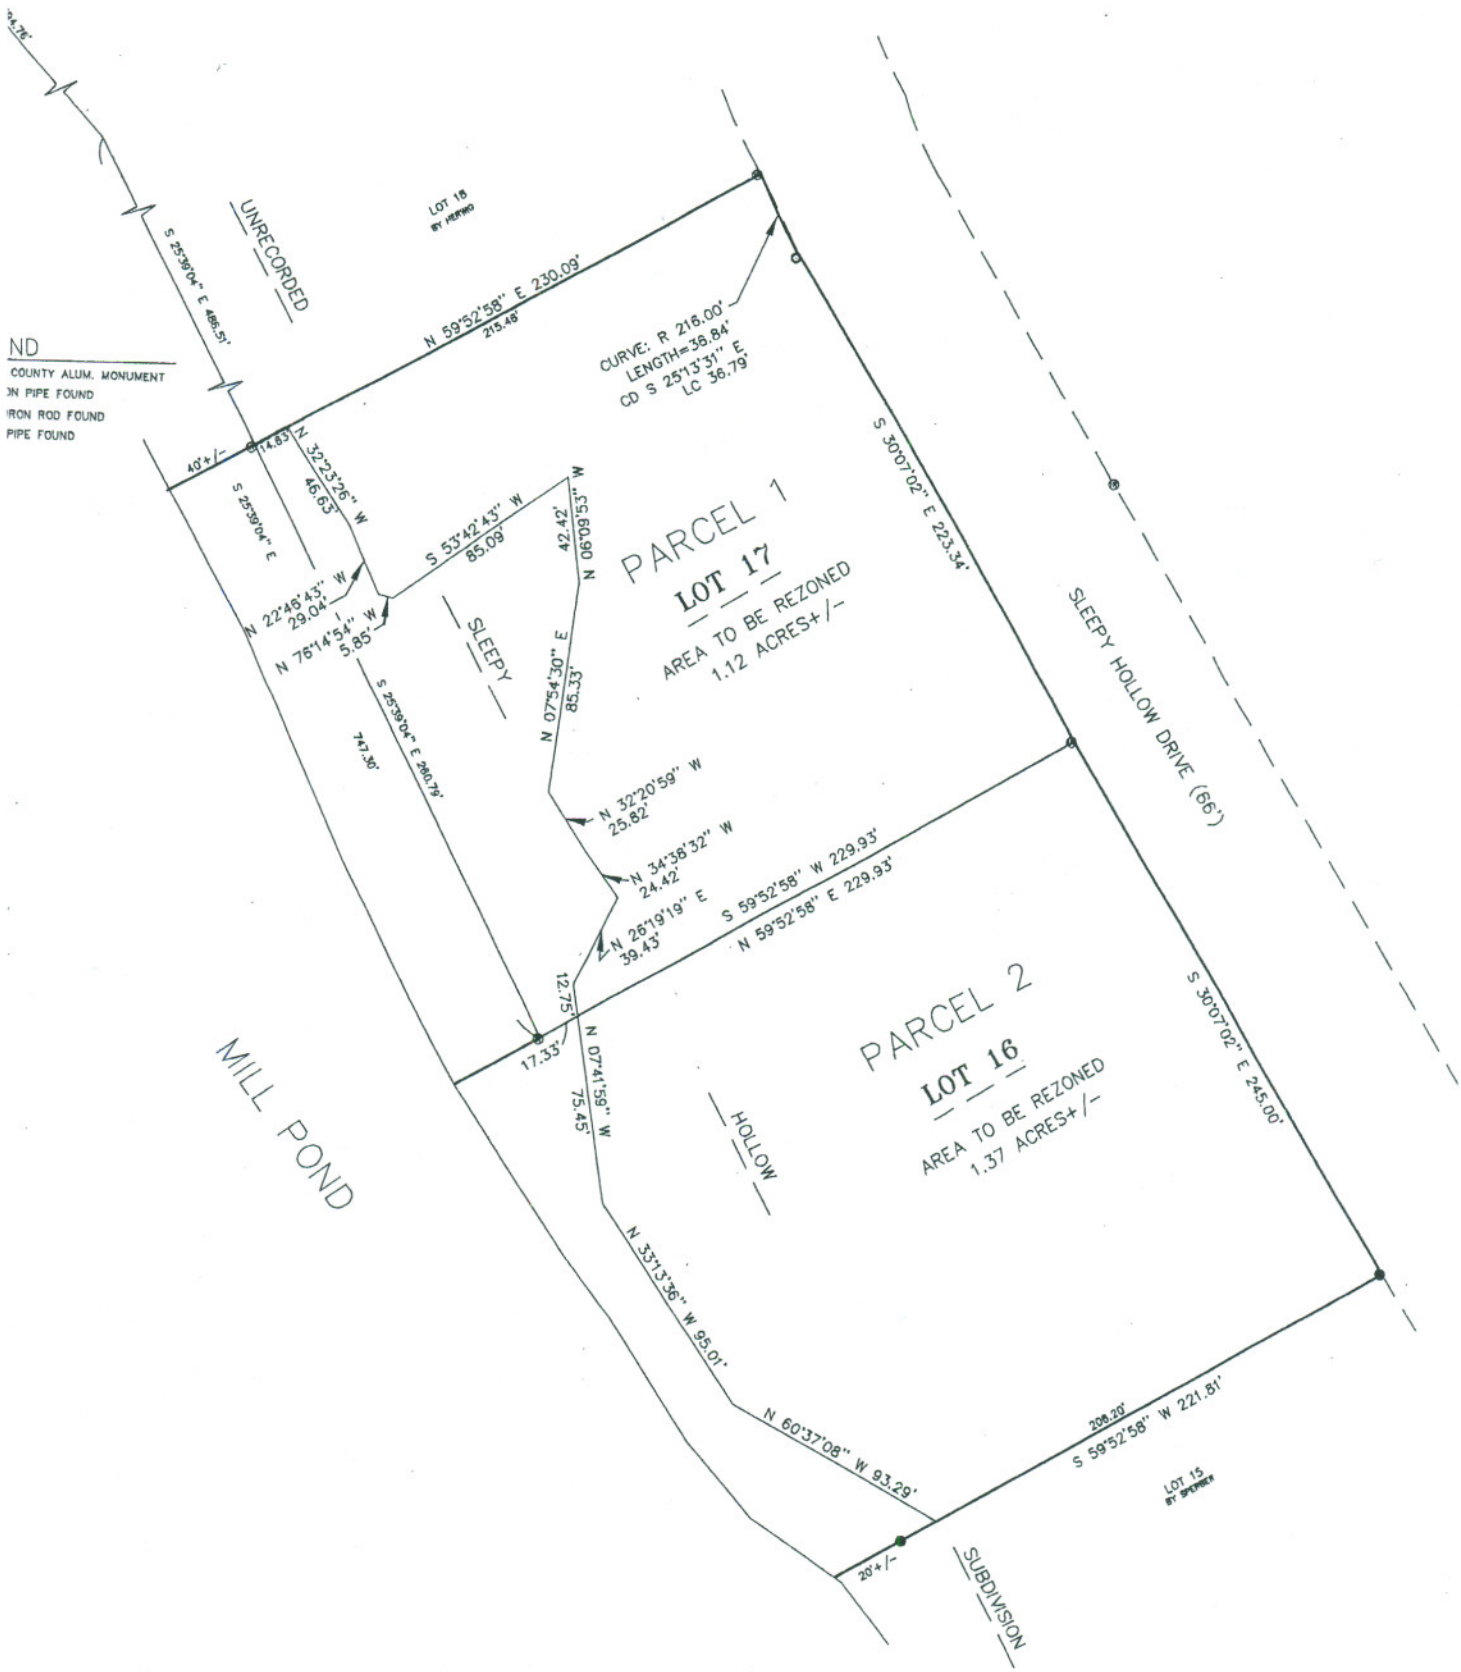 LOT 18
UNRECORDED
S 25°39'04" E 486.51'
N 59°52'58" E 230.09'
215.48'
CURVE: R 216.00'
LENGTH=36.84'
CD S 25°13'31" E
LC 36.79'
ND
COUNTY ALUM. MONUMENT
ON PIPE FOUND
IRON ROD FOUND
PIPE FOUND
40'+/-
14.63'
N 32°23'26" W
46.63'
S 25°39'04" E
S 53°42'43" W
85.09'
N 06°09'53" W
42.42'
PARCEL 1
LOT 17
AREA TO BE REZONED
1.12 ACRES+/-
S 30°07'02" E 223.34'
N 22°46'43" W
29.04'
N 76°14'54" W
5.85'
SLEEPY
SLEEPY HOLLOW DRIVE (66')
N 07°54'30" E
85.33'
S 25°39'04" E 260.79'
747.30'
N 32°20'59" W
25.82'
N 34°38'32" W
24.42'
N 26°19'19" E
39.43'
S 59°52'58" W 229.93'
N 59°52'58" E 229.93'
12.75'
17.33'
N 07°41'59" W
75.45'
PARCEL 2
LOT 16
AREA TO BE REZONED
1.37 ACRES+/-
S 30°07'02" E 245.00'
MILL POND
HOLLOW
N 33°13'36" W 95.01'
N 60°37'08" W 93.29'
206.20'
S 59°52'58" W 221.81'
LOT 15
BY SPERBER
20'+/-
SUBDIVISION